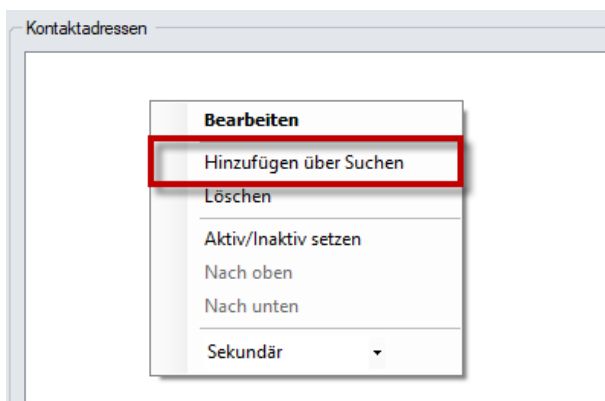 Kontaktadressen
Bearbeiten
Hinzufügen über Suchen
Löschen
Aktiv/Inaktiv setzen
Nach oben
Nach unten
Sekundär